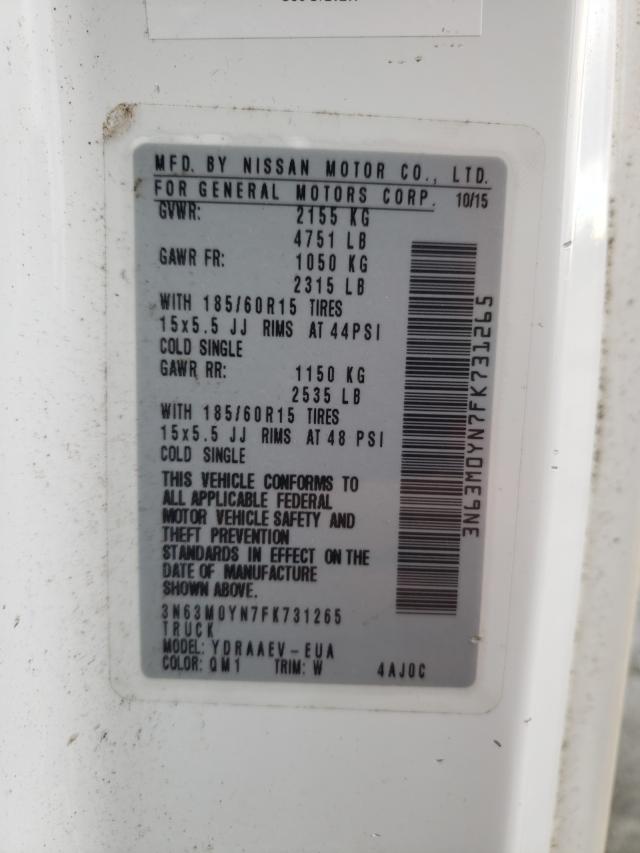 MFD. BY NISSAN MOTOR CO., LTD.
FOR GENERAL MOTORS CORP. 10/15
GVWR: 2155 KG
4751 LB
GAWR FR: 1050 KG
2315 LB
WITH 185/60R15 TIRES
15x5.5 JJ RIMS AT 44PSI
COLD SINGLE
GAWR RR: 1150 KG
2535 LB
WITH 185/60R15 TIRES
15x5.5 JJ RIMS AT 48 PSI
COLD SINGLE
THIS VEHICLE CONFORMS TO
ALL APPLICABLE FEDERAL
MOTOR VEHICLE SAFETY AND
THEFT PREVENTION
STANDARDS IN EFFECT ON THE
DATE OF MANUFACTURE
SHOWN ABOVE.
3N63M0YN7FK731265
TRUCK
MODEL: YDRAAEV-EUA
COLOR: QM1 TRIM: W 4AJ0C
3N63M0YN7FK731265